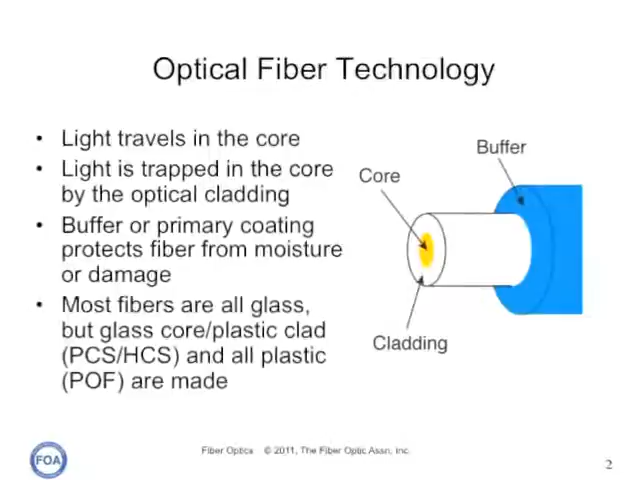 Optical Fiber Technology
• Light travels in the core
• Light is trapped in the core
by the optical cladding
• Buffer or primary coating
protects fiber from moisture
or damage
• Most fibers are all glass,
but glass core/plastic clad
(PCS/HCS) and all plastic
(POF) are made
Buffer
Core
Cladding
FOA
Fiber Optics © 2011, The Fiber Optic Assn, Inc.
2